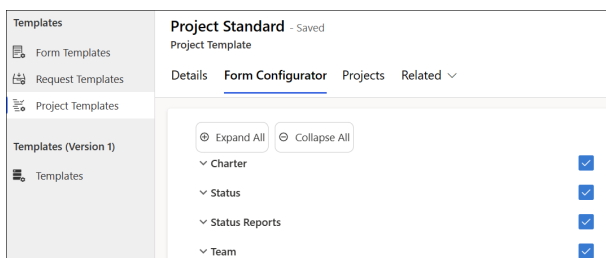 Templates
Form Templates
Request Templates
Project Templates
Templates (Version 1)
Templates
Project Standard - Saved
Project Template
Details Form Configurator Projects Related
Expand All Collapse All
Charter
Status
Status Reports
Team